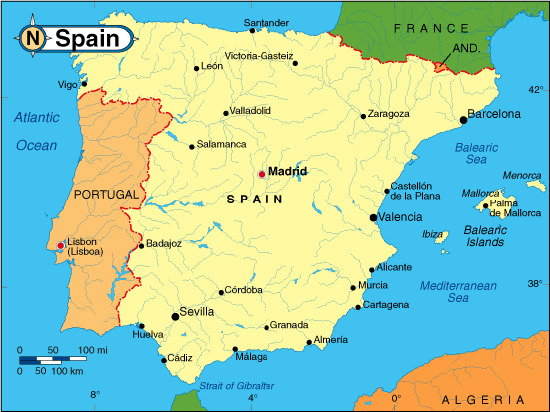 N Spain
FRANCE
AND.
Santander
Victoria-Gasteiz
León
Vigo
42°
42°
Atlantic
Ocean
Valladolid
Zaragoza
Barcelona
Salamanca
Balearic
Sea
Madrid
PORTUGAL
SPAIN
Castellón
de la Plana
Menorca
Mallorca
Palma
de Mallorca
Valencia
Ibiza
Balearic
Islands
Lisbon
(Lisboa)
Badajoz
Alicante
Córdoba
Murcia
Mediterranean
Sea
38°
Cartagena
Sevilla
Granada
Huelva
Almería
Málaga
Cádiz
0 50 100 mi
0 50 100 km
Strait of Gibraltar
8°
4°
0°
ALGERIA